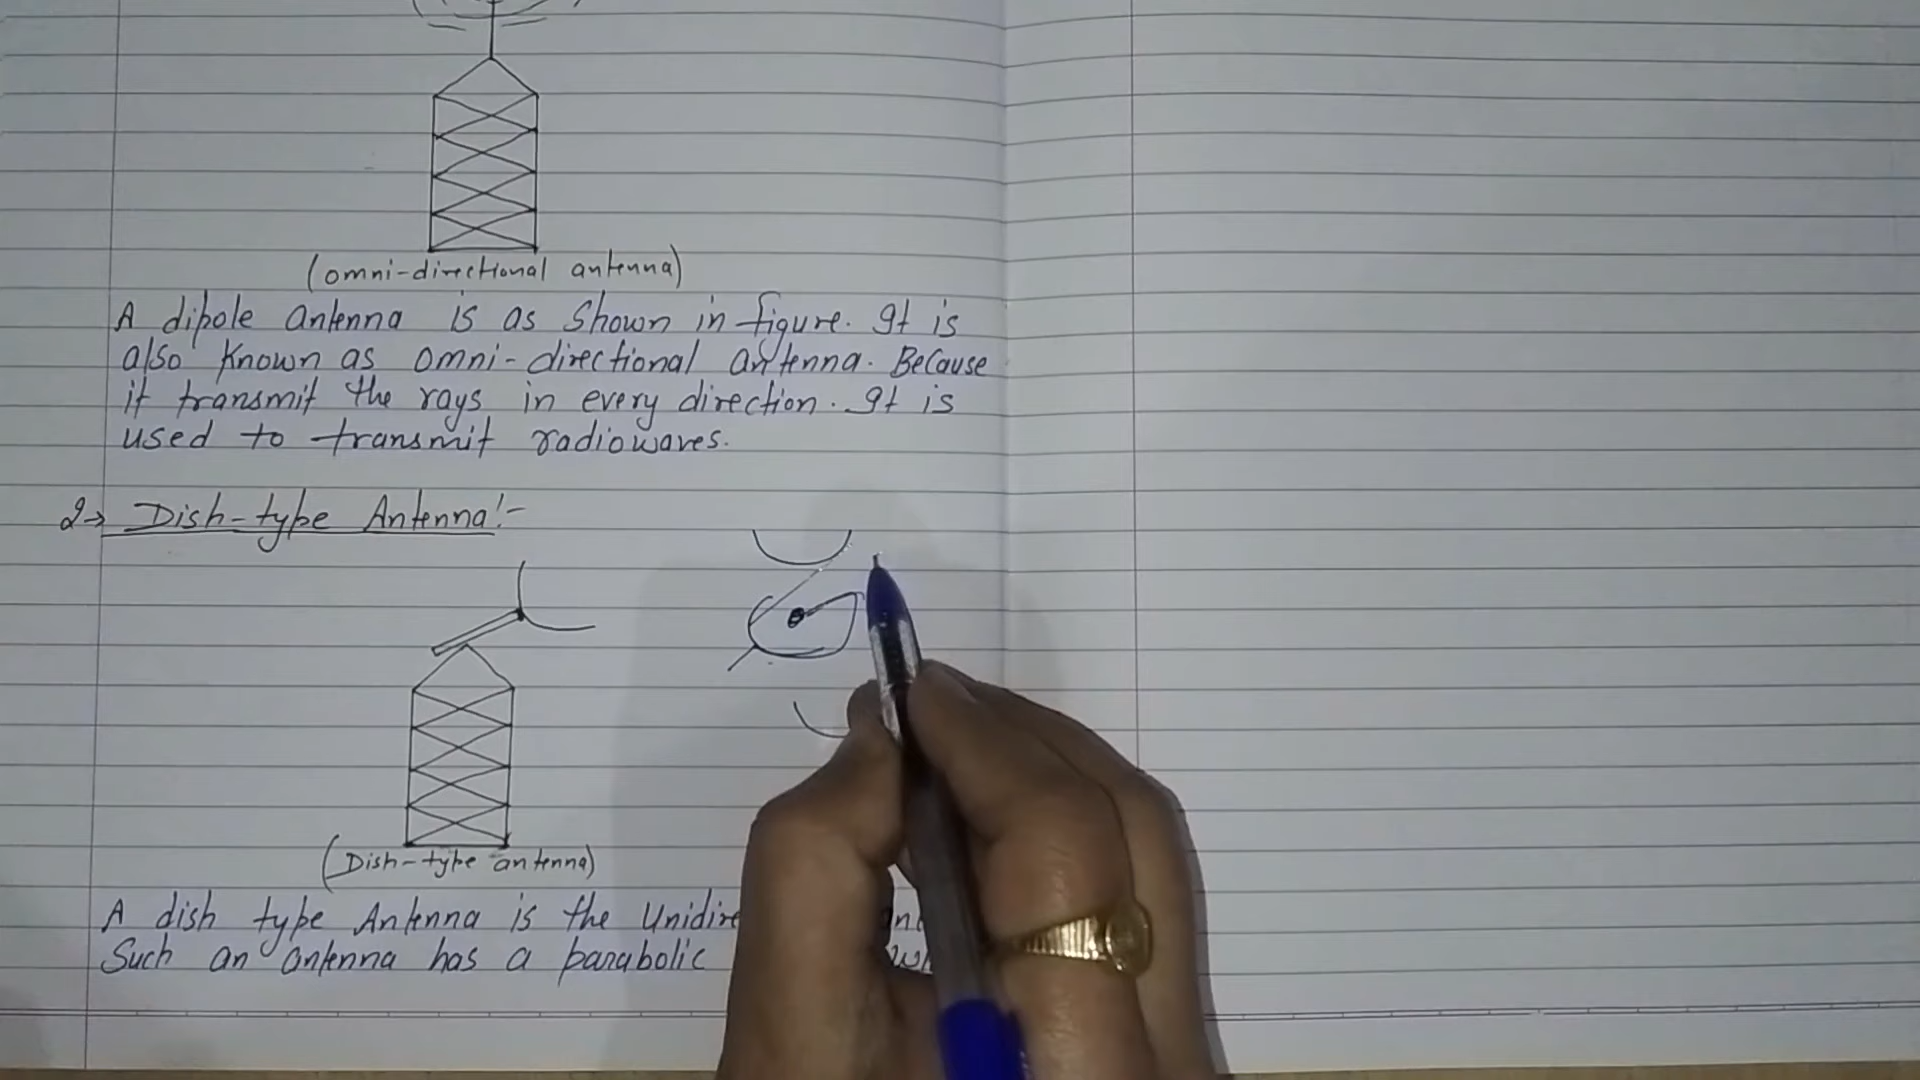 (omni-directional antenna)
A dipole antenna is as shown in figure. It is
also known as omni-directional antenna. Because
it transmit the rays in every direction. It is
used to transmit radiowaves.
2→ Dish-type Antenna:-
(Dish-type antenna)
A dish type Antenna is the
Such an antenna has a parabolic